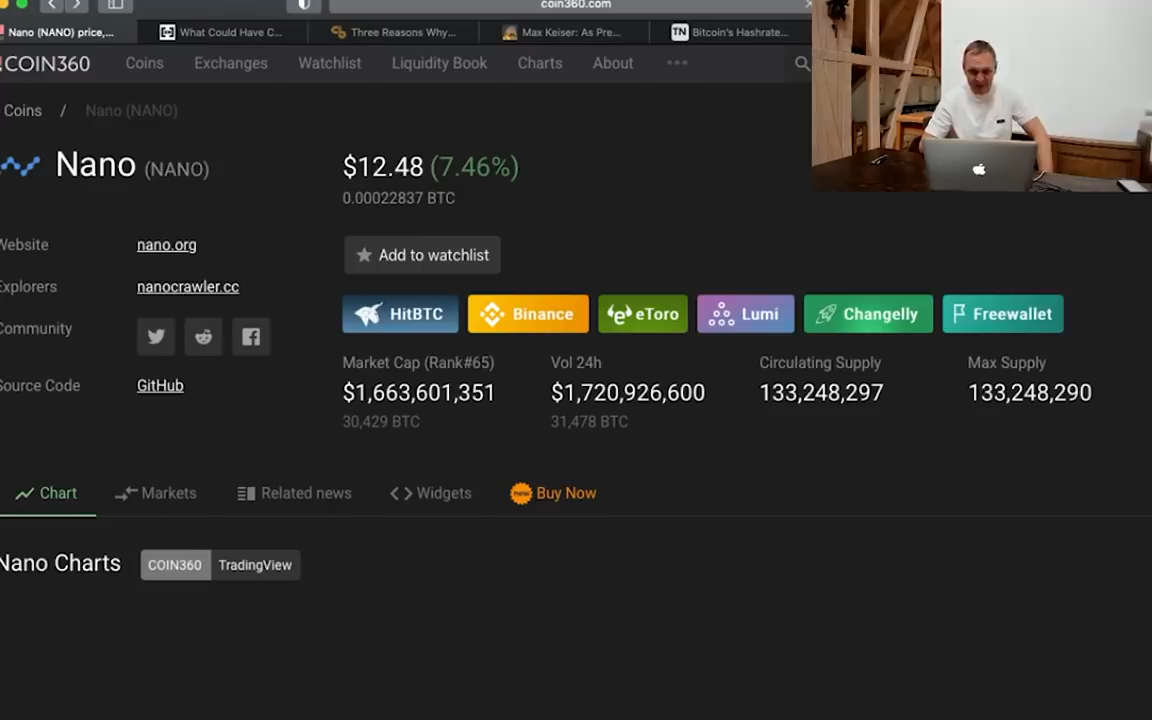 coin360.com
Nano (NANO) price,...
What Could Have C...
Three Reasons Why...
Max Keiser: As Pre...
TN Bitcoin's Hashrate...
COIN360 Coins Exchanges Watchlist Liquidity Book Charts About
Coins / Nano (NANO)
Nano (NANO)
$12.48 (7.46%)
0.00022837 BTC
Website nano.org
Add to watchlist
Explorers nanocrawler.cc
HitBTC Binance eToro Lumi Changelly Freewallet
Community
Market Cap (Rank#65) Vol 24h Circulating Supply Max Supply
Source Code GitHub
$1,663,601,351 $1,720,926,600 133,248,297 133,248,290
30,429 BTC 31,478 BTC
Chart Markets Related news Widgets new Buy Now
Nano Charts COIN360 TradingView